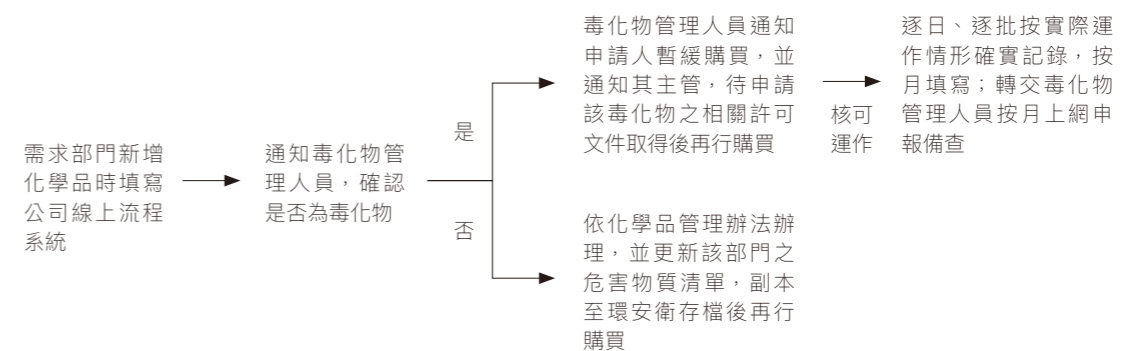 需求部門新增
化學品時填寫
公司線上流程
系統
通知毒化物管
理人員，確認
是否為毒化物
是
毒化物管理人員通知
申請人暫緩購買，並
通知其主管，待申請
該毒化物之相關許可
文件取得後再行購買
核可
運作
逐日、逐批按實際運
作情形確實記錄，按
月填寫；轉交毒化物
管理人員按月上網申
報備查
否
依化學品管理辦法辦
理，並更新該部門之
危害物質清單，副本
至環安衛存檔後再行
購買